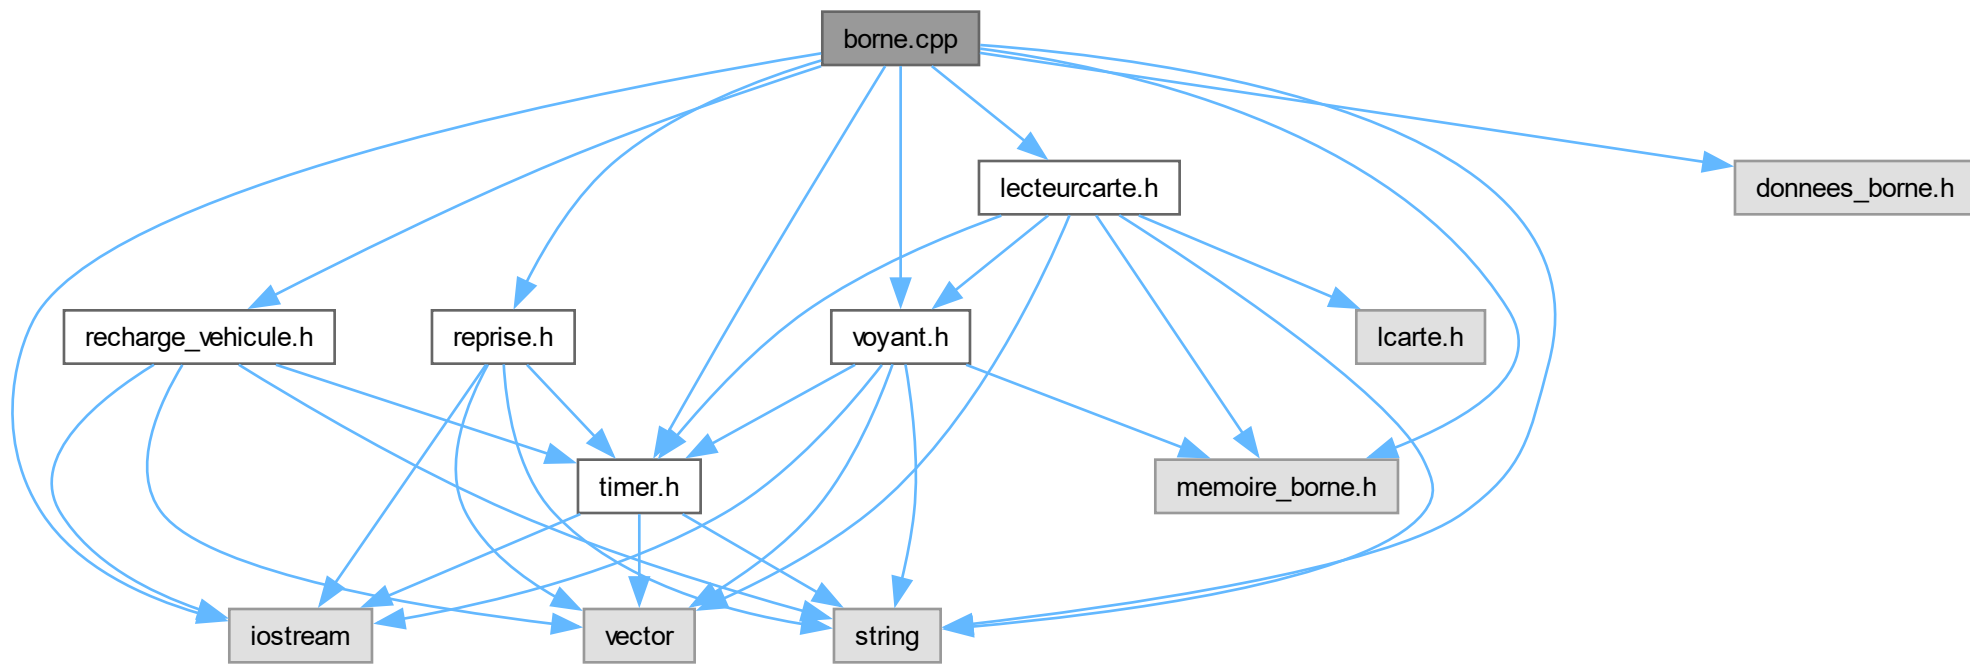 borne.cpp
lecteurcarte.h
donnees_borne.h
recharge_vehicule.h
reprise.h
voyant.h
lcarte.h
timer.h
memoire_borne.h
iostream
vector
string